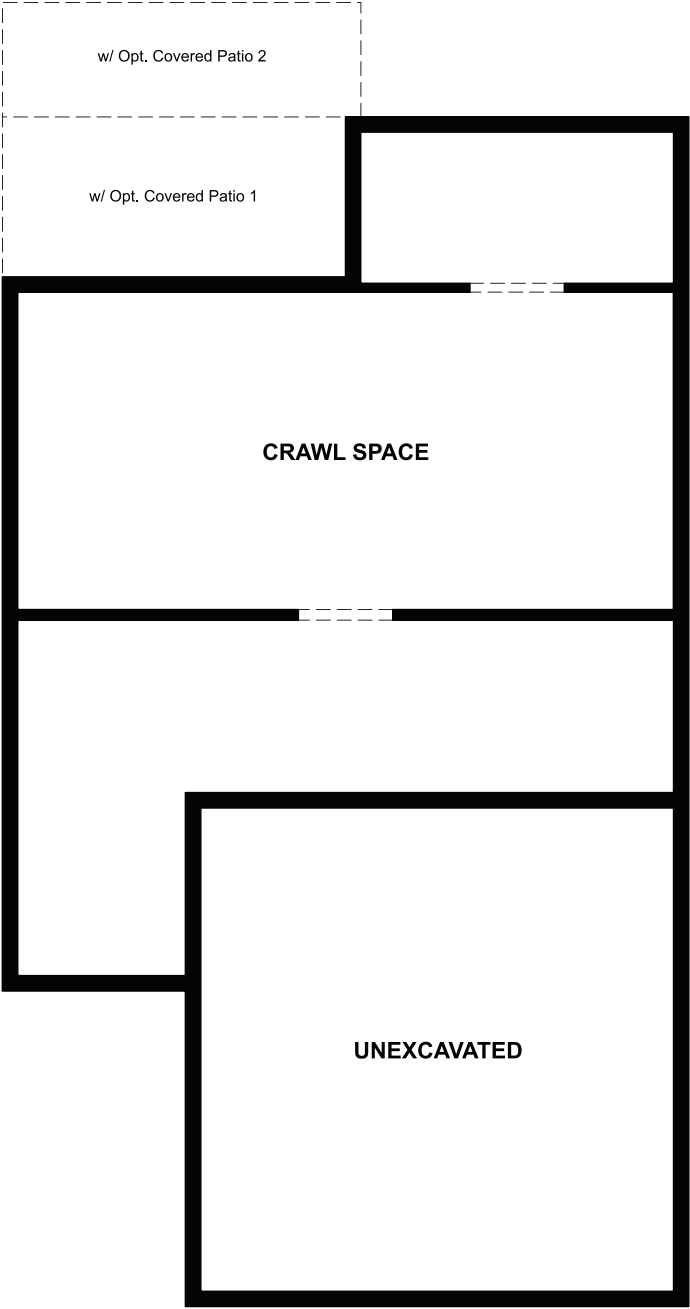 w/ Opt. Covered Patio 2
w/ Opt. Covered Patio 1
CRAWL SPACE
UNEXCAVATED